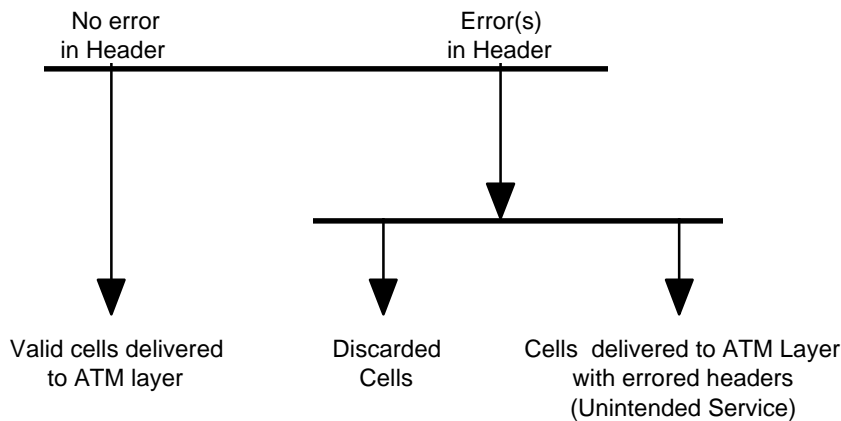 No error
in Header
Error(s)
in Header
Valid cells delivered
to ATM layer
Discarded
Cells
Cells delivered to ATM Layer
with errored headers
(Unintended Service)